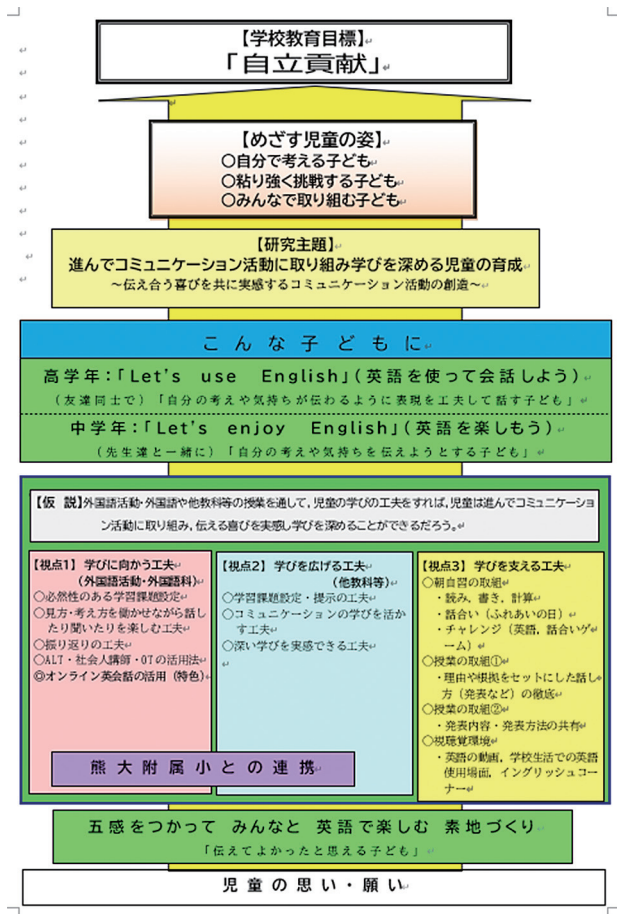 【学校教育目標】
「自立貢献」
【めざす児童の姿】
○自分で考える子ども
○粘り強く挑戦する子ども
○みんなで取り組む子ども
【研究主題】
進んでコミュニケーション活動に取り組み学びを深める児童の育成
～伝え合う喜びを共に実感するコミュニケーション活動の創造～
こんな子どもに
高学年：「Let's use English」（英語を使って会話しよう）
（友達同士で）「自分の考えや気持ちが伝わるように表現を工夫して話す子ども」
中学年：「Let's enjoy English」（英語を楽しもう）
（先生達と一緒に）「自分の考えや気持ちを伝えようとする子ども」
【仮 説】外国語活動・外国語や他教科等の授業を通して，児童の学びの工夫をすれば，児童は進んでコミュニケーショ
ン活動に取り組み，伝える喜びを実感し学びを深めることができるだろう。
【視点1】 学びに向かう工夫
（外国語活動・外国語科）
○必然性のある学習課題設定
○見方・考え方を働かせながら話し
たり聞いたりを楽しむ工夫
○振り返りの工夫
○ALT・社会人講師・OTの活用法
◎オンライン英会話の活用（特色）
【視点2】 学びを広げる工夫
（他教科等）
○学習課題設定・提示の工夫
○コミュニケーションの学びを活か
す工夫
○深い学びを実感できる工夫
【視点3】 学びを支える工夫
○朝自習の取組
・読み，書き，計算
・話合い（ふれあいの日）
・チャレンジ（英語，話合いゲ
ーム）
○授業の取組①
・理由や根拠をセットにした話し
方（発表など）の徹底
○授業の取組②
・発表内容・発表方法の共有
○視聴覚環境
・英語の動画，学校生活での英語
使用場面，イングリッシュコー
ナー
熊大附属小との連携
五感をつかって みんなと 英語で楽しむ 素地づくり
「伝えてよかったと思える子ども」
児童の思い・願い